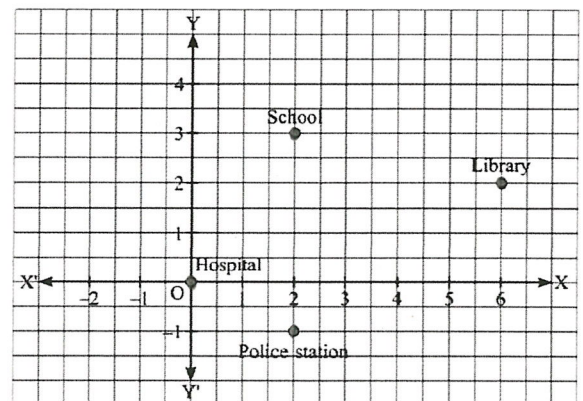 Y
4
School
3
Library
2
1
Hospital
X' O X
-2 -1 2 3 4 5 6
-1
Police station
Y'